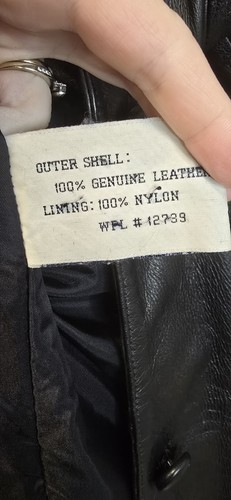 OUTER SHELL:
100% GENUINE LEATHER
LINING: 100% NYLON
WPL # 12789